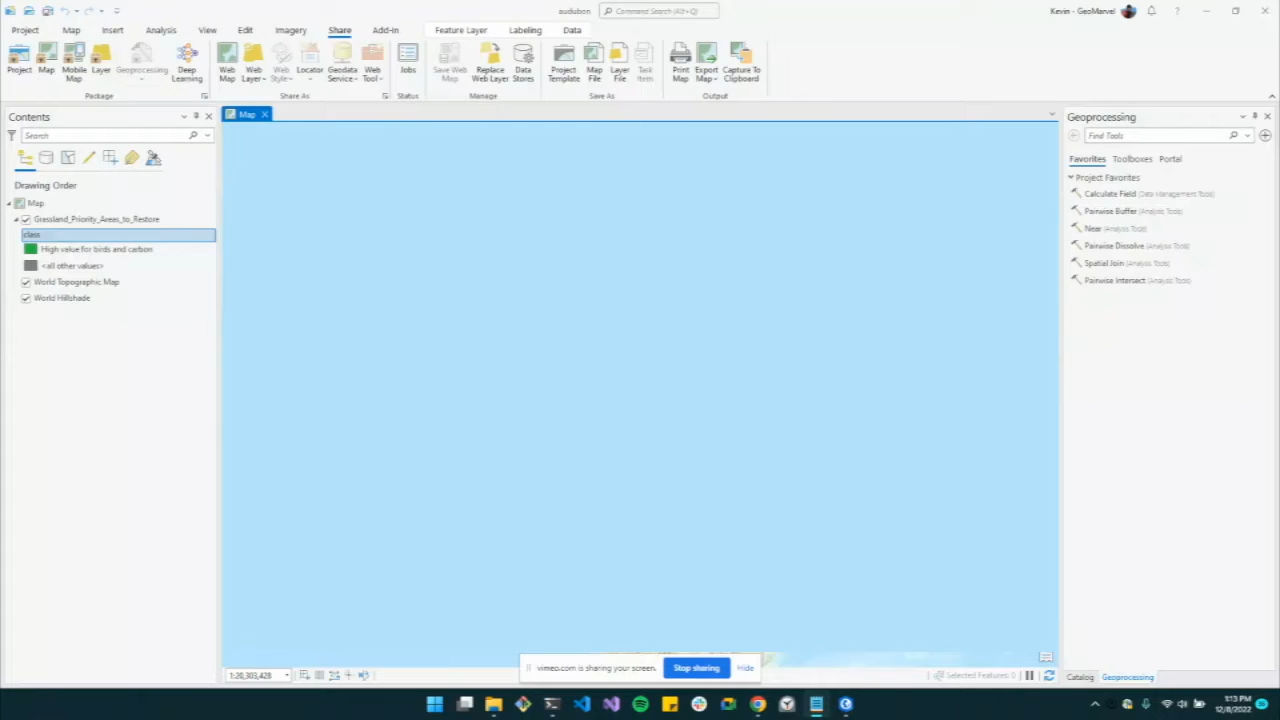 audubon
Command Search (Alt+Q)
Kevin - GeoMarvel
Project Map Insert Analysis View Edit Imagery Share Add-in Feature Layer Labeling Data
Project
Map
Mobile Map
Layer
Geoprocessing
Deep Learning
Web Map
Web Layer
Web Style
Locator
Geodata Service
Web Tool
Jobs
Save Web Map
Replace Web Layer
Data Stores
Project Template
Map File
Layer File
Task Item
Print Map
Export Map
Capture To Clipboard
Package
Share As
Status
Manage
Save As
Output
Contents
Search
Drawing Order
Map
Grassland_Priority_Areas_to_Restore
class
High value for birds and carbon
<all other values>
World Topographic Map
World Hillshade
Map
Geoprocessing
Find Tools
Favorites Toolboxes Portal
Project Favorites
Calculate Field (Data Management Tools)
Pairwise Buffer (Analysis Tools)
Near (Analysis Tools)
Pairwise Dissolve (Analysis Tools)
Spatial Join (Analysis Tools)
Pairwise Intersect (Analysis Tools)
vimeo.com is sharing your screen.
Stop sharing
Hide
1:20,303,428
Selected Features: 0
Catalog Geoprocessing
1:13 PM
12/8/2022